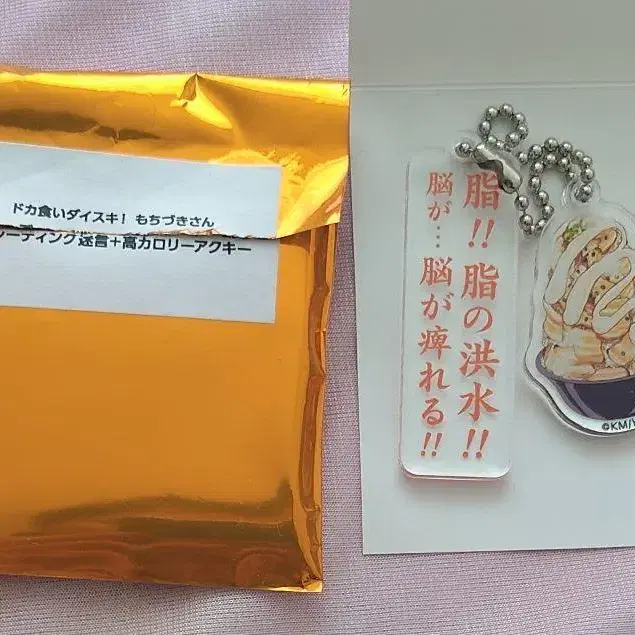 ドカ食いダイスキ! もちづきさん
ーディング迷言+高カロリーアクキー
脂!!脂の洪水!!
脳が…脳が痺れる!!
©KM/